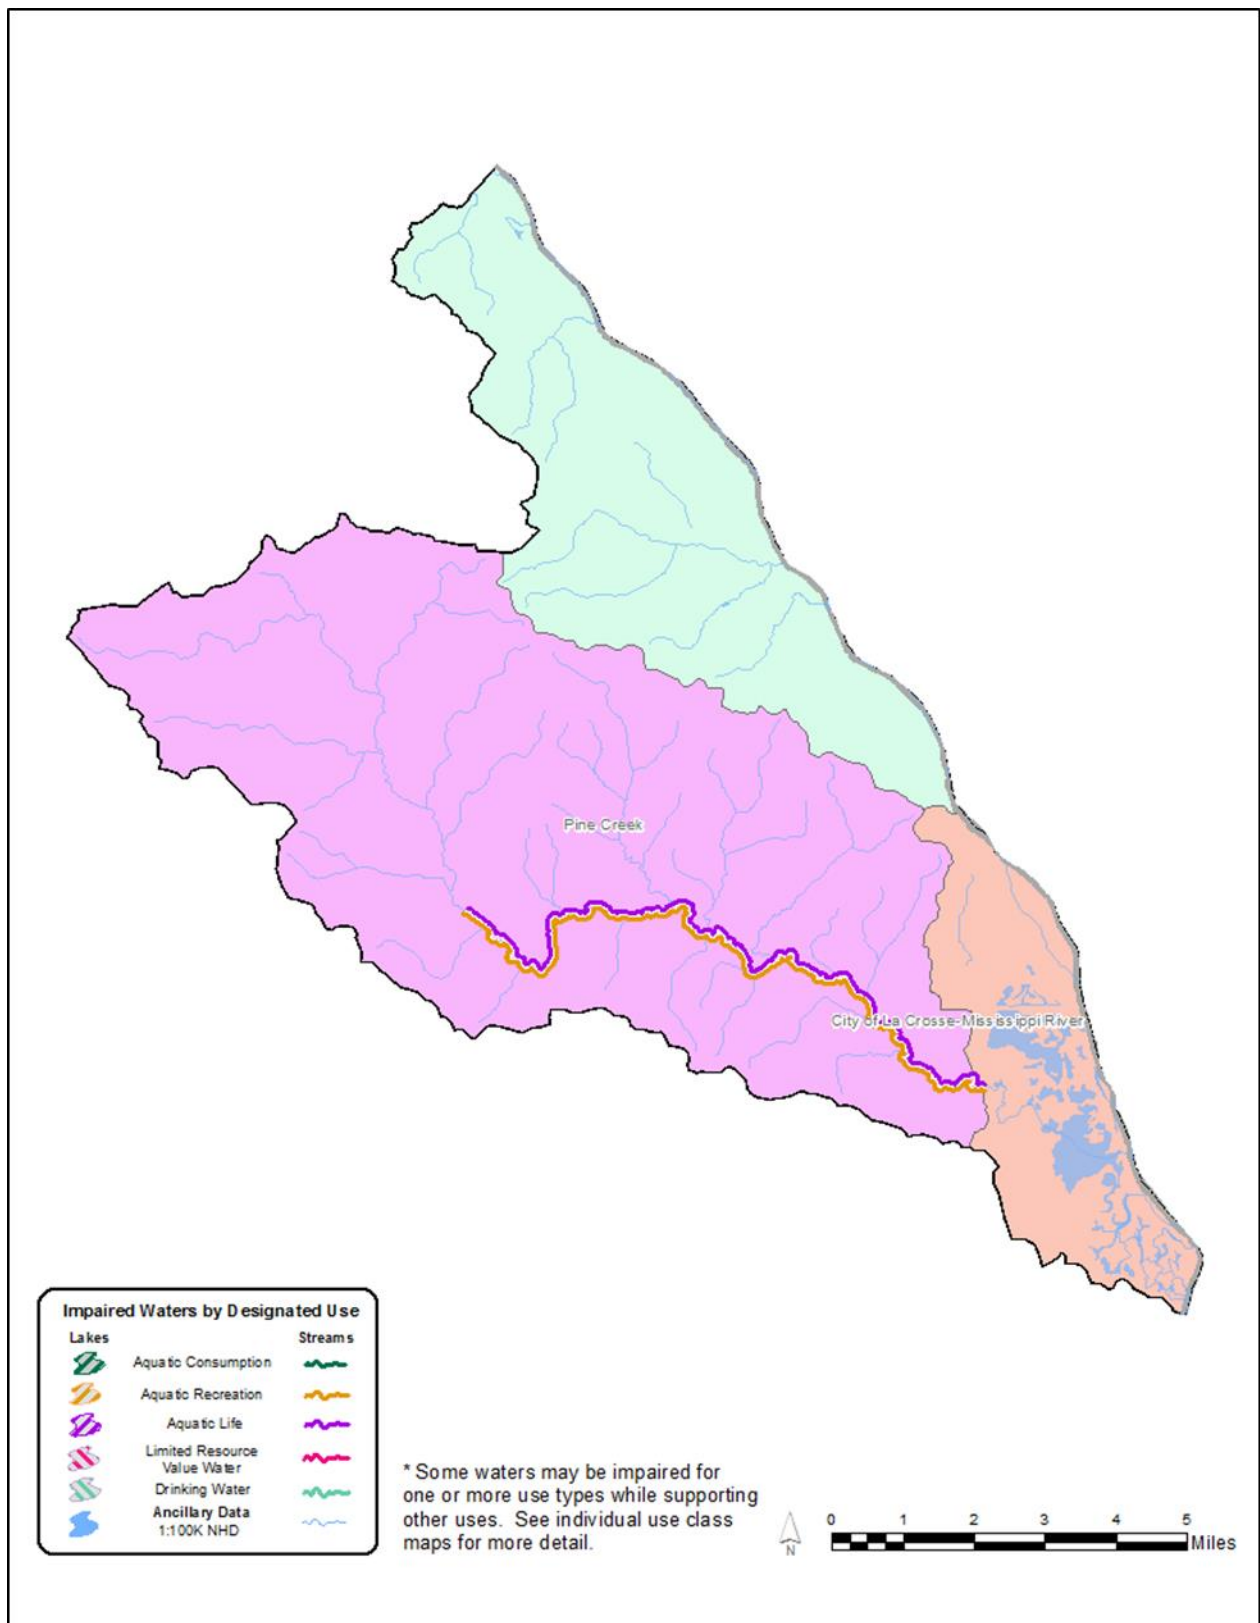 Pine Creek
City of La Crosse-Mississippi River
Impaired Waters by Designated Use
Lakes Streams
Aquatic Consumption
Aquatic Recreation
Aquatic Life
Limited Resource
Value Water
Drinking Water
Ancillary Data
1:100K NHD
* Some waters may be impaired for
one or more use types while supporting
other uses. See individual use class
maps for more detail.
N
0 1 2 3 4 5
Miles